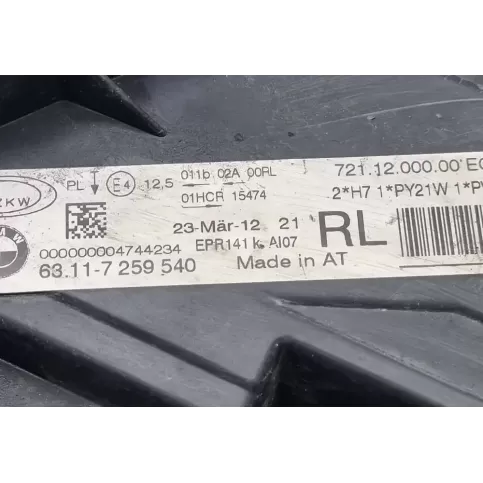 ZKW
PL E4 12,5 011b 02A 00RL
01HCR 15474
721.12.000.00
2*H7 1*PY21W
23-Mär-12 21 RL
000000004744234 EPR141 k. AI07
63.11-7 259 540 Made in AT